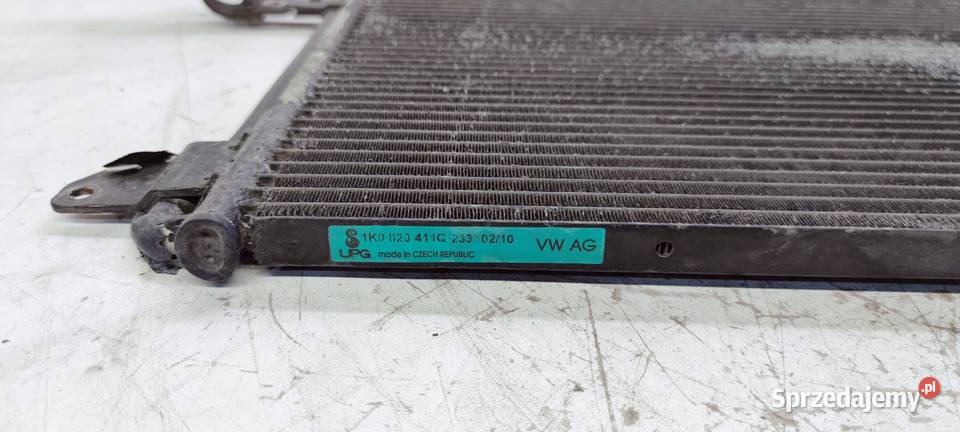 1K0 820 411Q 233 02/10 VW AG
UPG made in CZECH REPUBLIC
Sprzedajemy.pl